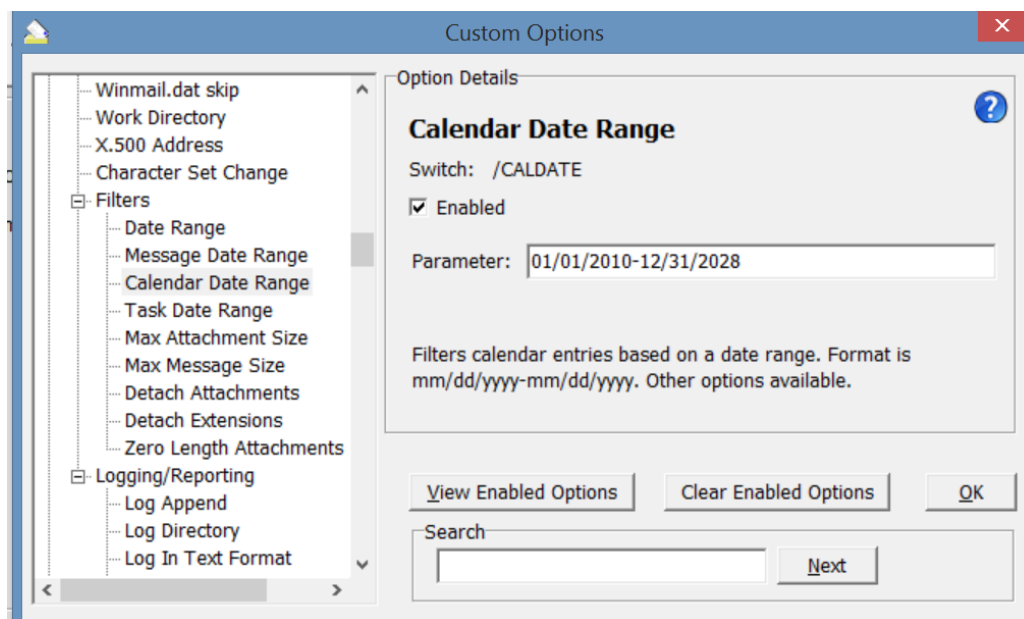 Custom Options
Winmail.dat skip
Work Directory
X.500 Address
Character Set Change
Filters
Date Range
Message Date Range
Calendar Date Range
Task Date Range
Max Attachment Size
Max Message Size
Detach Attachments
Detach Extensions
Zero Length Attachments
Logging/Reporting
Log Append
Log Directory
Log In Text Format
Option Details
Calendar Date Range
Switch: /CALDATE
Enabled
Parameter: 01/01/2010-12/31/2028
Filters calendar entries based on a date range. Format is
mm/dd/yyyy-mm/dd/yyyy. Other options available.
View Enabled Options
Clear Enabled Options
OK
Search
Next